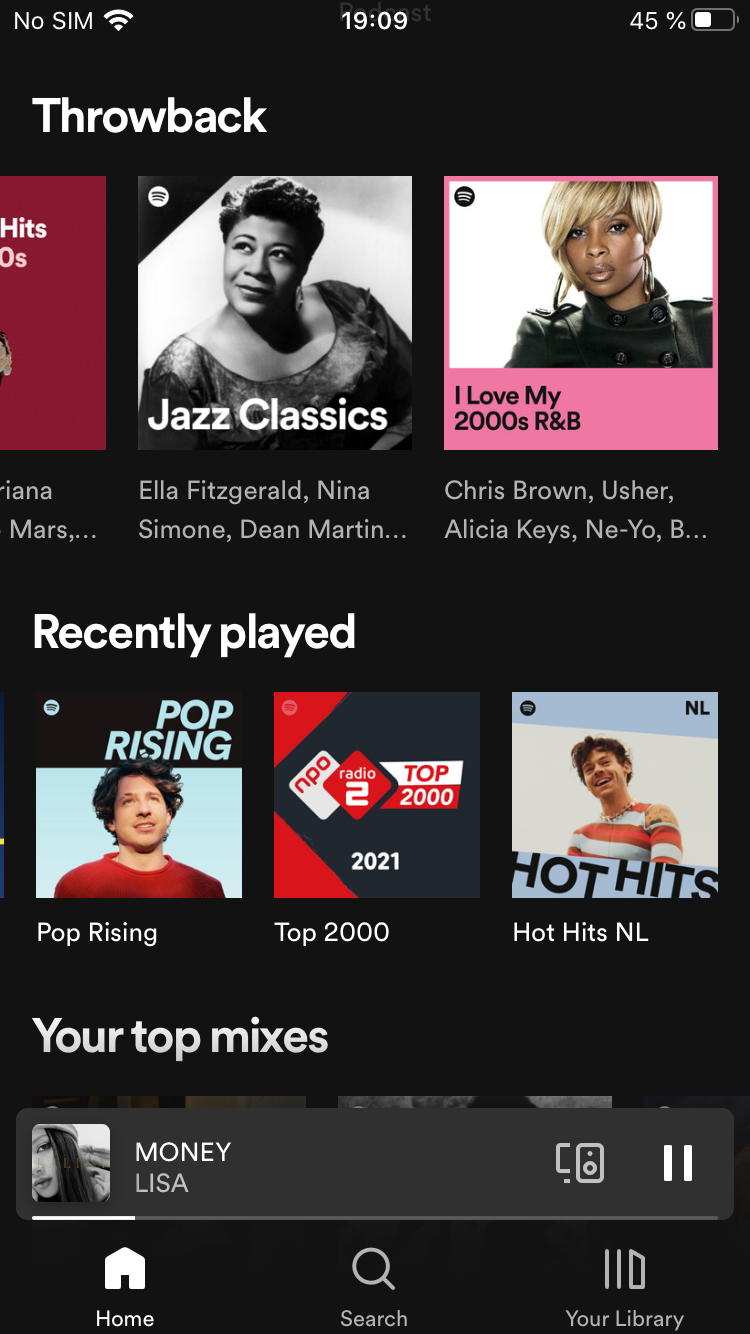 No SIM 19:09 45 %
Podcast
Throwback
Hits
0s
Jazz Classics
I Love My
2000s R&B
riana
Mars,...
Ella Fitzgerald, Nina
Simone, Dean Martin...
Chris Brown, Usher,
Alicia Keys, Ne-Yo, B...
Recently played
POP
RISING
npo
radio
2
TOP
2000
2021
NL
HOT HITS
Pop Rising
Top 2000
Hot Hits NL
Your top mixes
LALISA
MONEY
LISA
Home
Search
Your Library